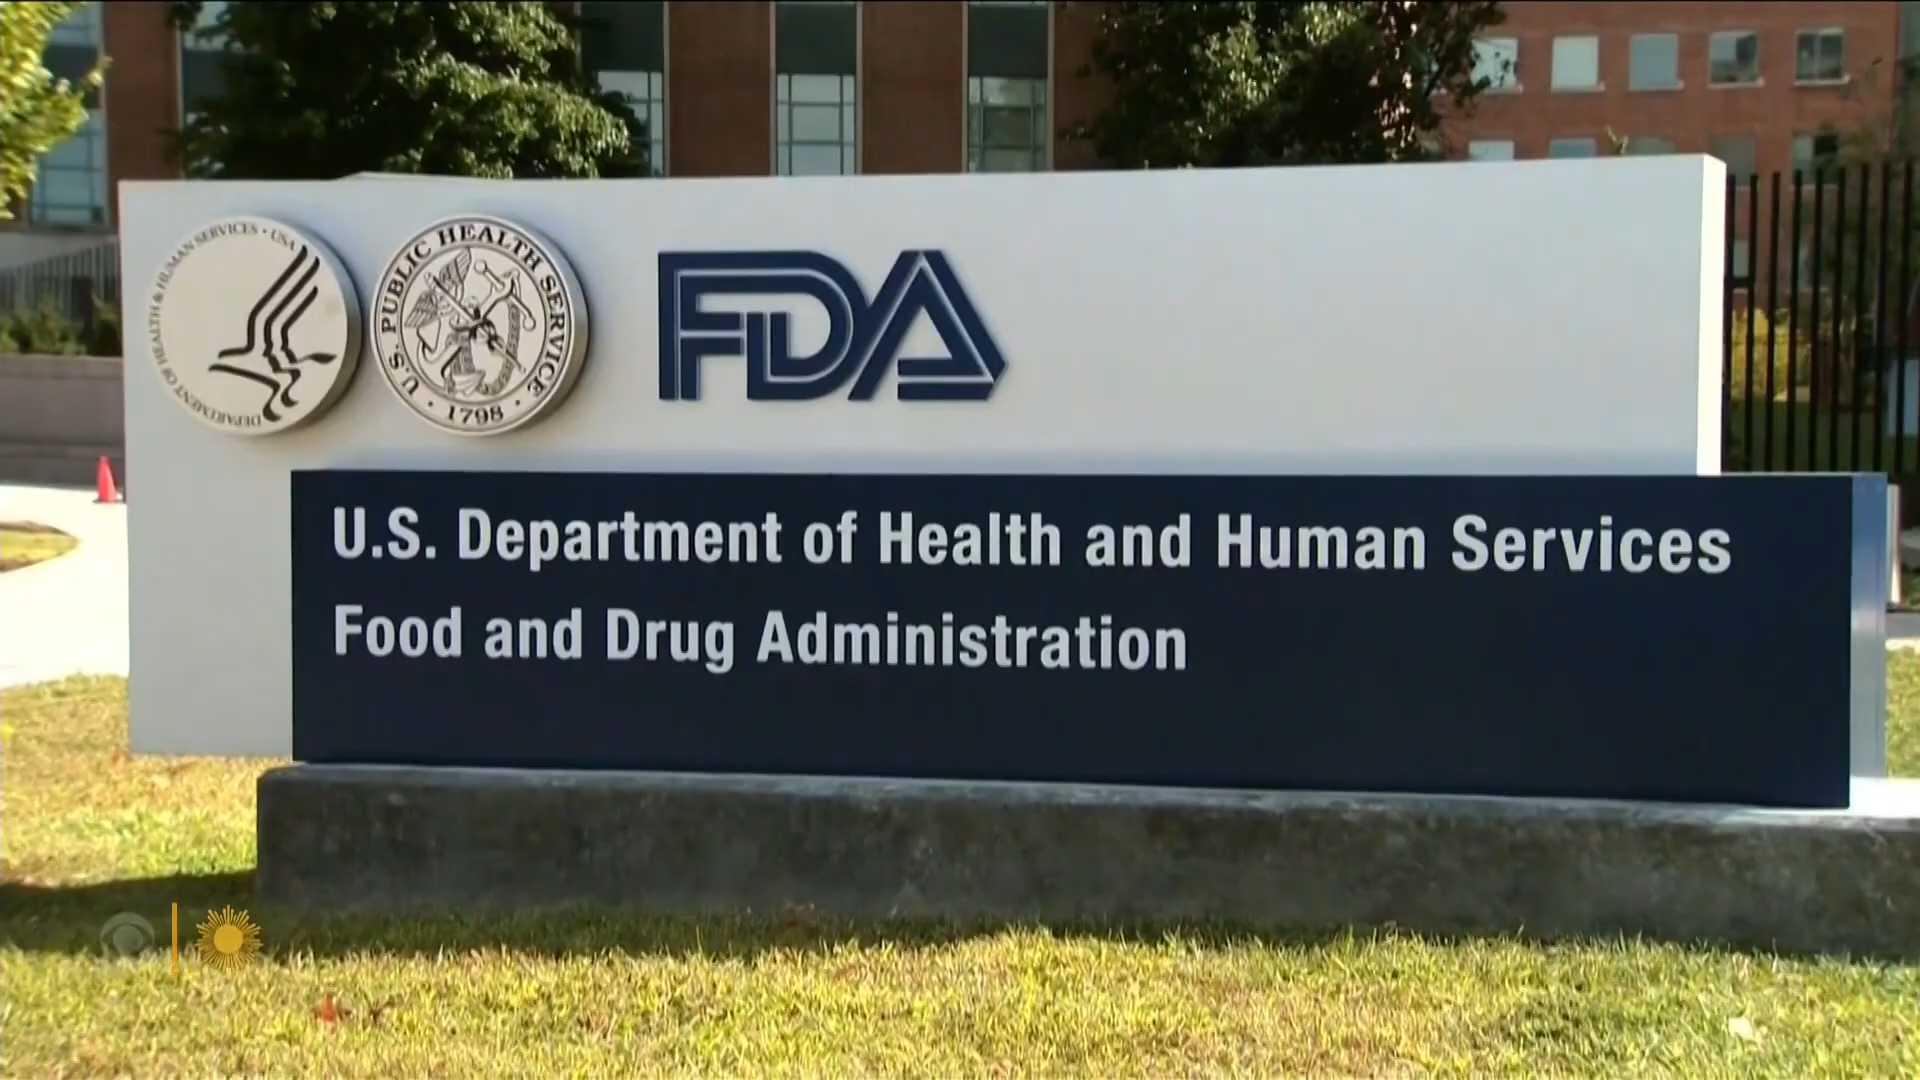 DEPARTMENT OF HEALTH & HUMAN SERVICES • USA
U.S. PUBLIC HEALTH SERVICE
• 1798 •
FDA
U.S. Department of Health and Human Services
Food and Drug Administration